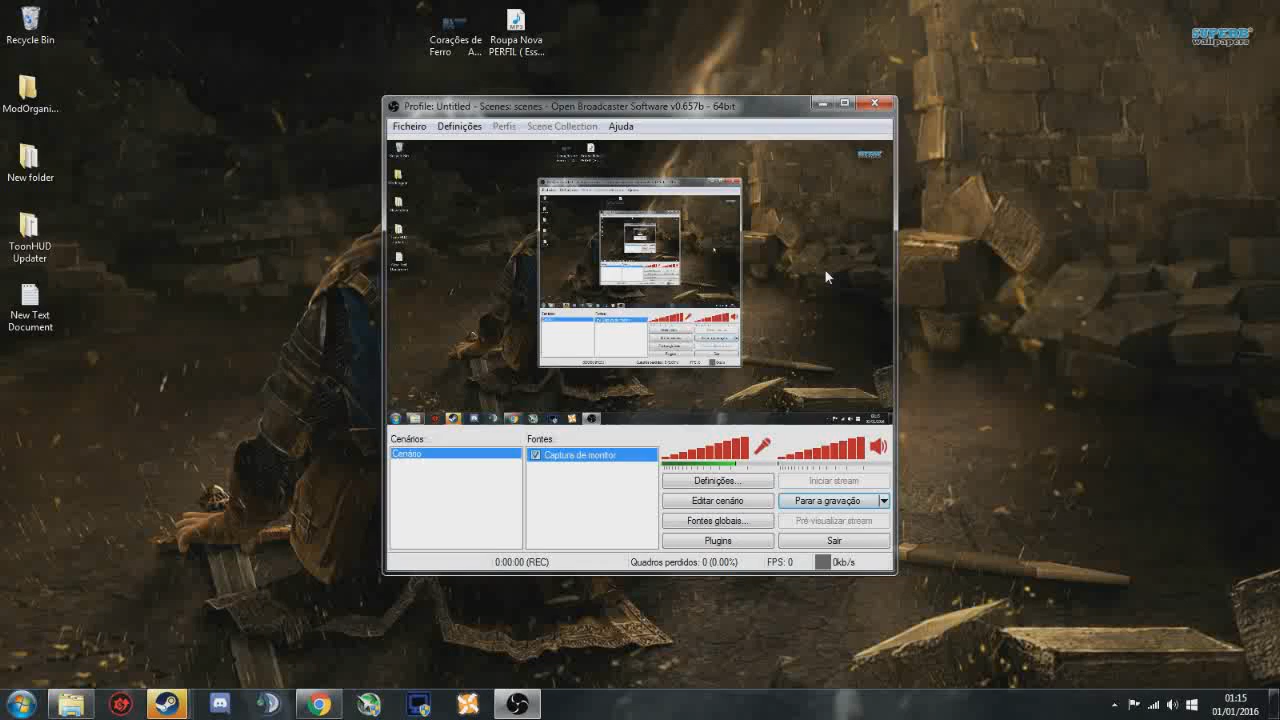 Recycle Bin
ModOrgani...
New folder
ToonHUD
Updater
New Text
Document
Corações de
Ferro A...
MP3
Roupa Nova
PERFIL ( Ess...
SUPERB
wallpapers
Profile: Untitled - Scenes: scenes - Open Broadcaster Software v0.657b - 64bit
Ficheiro Definições Perfis Scene Collection Ajuda
Cenários: Fontes:
Cenário
Captura de monitor
Definições... Iniciar stream
Editar cenário Parar a gravação
Fontes globais... Pré-visualizar stream
Plugins Sair
0:00:00 (REC) Quadros perdidos: 0 (0.00%) FPS: 0 0kb/s
01:15
01/01/2016